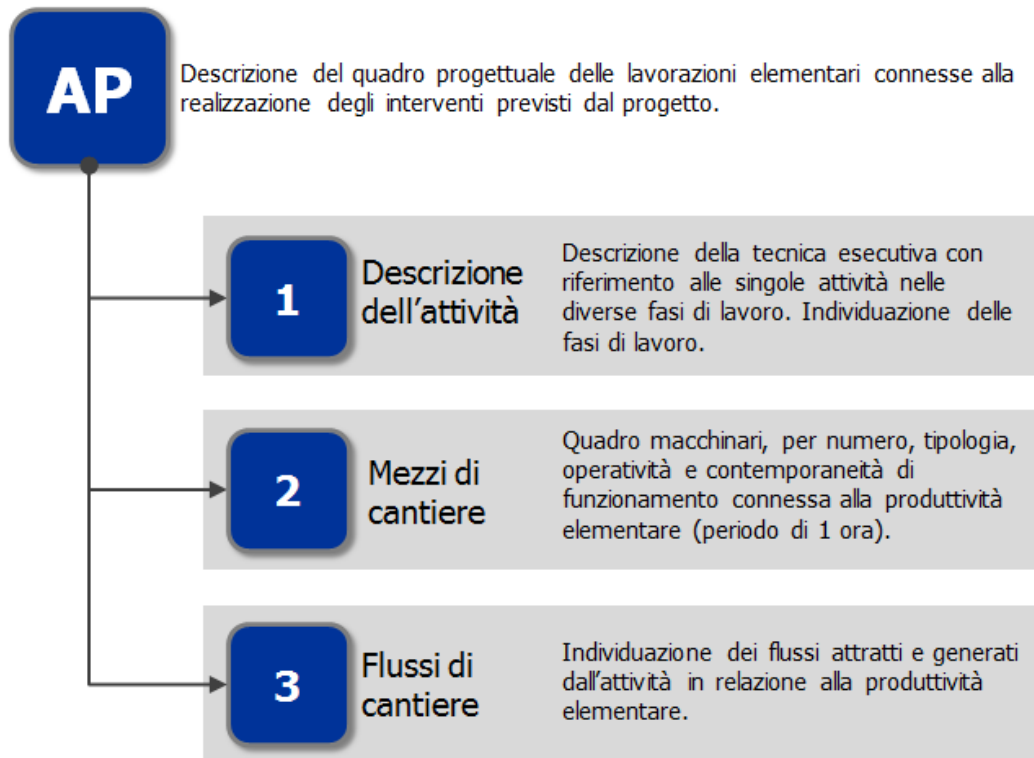 AP
Descrizione del quadro progettuale delle lavorazioni elementari connesse alla
realizzazione degli interventi previsti dal progetto.
1
Descrizione
dell'attività
Descrizione della tecnica esecutiva con
riferimento alle singole attività nelle
diverse fasi di lavoro. Individuazione delle
fasi di lavoro.
2
Mezzi di
cantiere
Quadro macchinari, per numero, tipologia,
operatività e contemporaneità di
funzionamento connessa alla produttività
elementare (periodo di 1 ora).
3
Flussi di
cantiere
Individuazione dei flussi attratti e generati
dall'attività in relazione alla produttività
elementare.